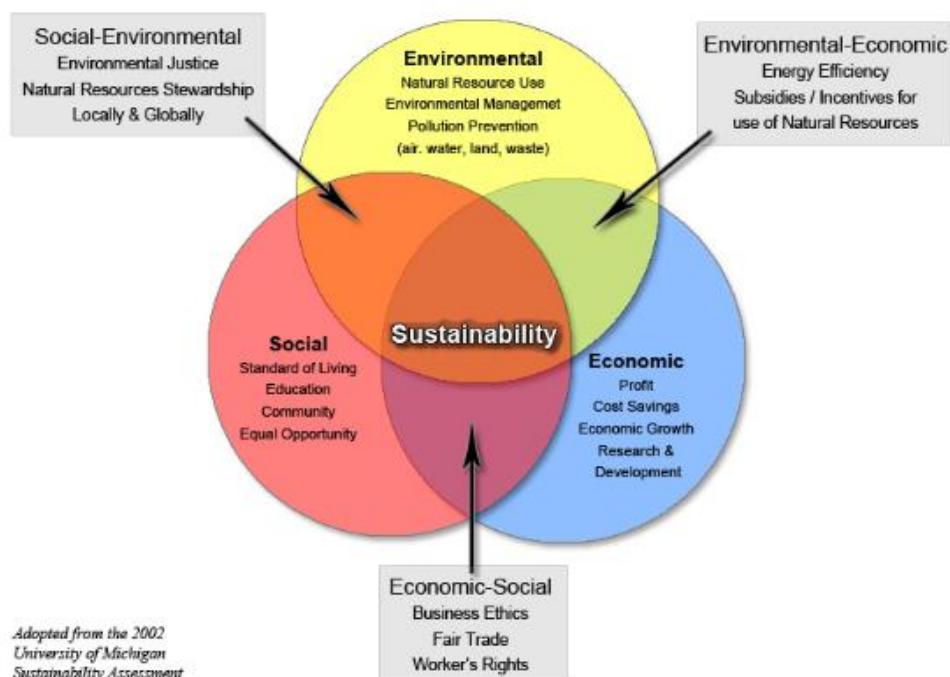 Social-Environmental
Environmental Justice
Natural Resources Stewardship
Locally & Globally
Environmental
Natural Resource Use
Environmental Managemet
Pollution Prevention
(air. water, land, waste)
Environmental-Economic
Energy Efficiency
Subsidies / Incentives for
use of Natural Resources
Sustainability
Social
Standard of Living
Education
Community
Equal Opportunity
Economic
Profit
Cost Savings
Economic Growth
Research &
Development
Economic-Social
Business Ethics
Fair Trade
Worker's Rights
Adopted from the 2002
University of Michigan
Sustainability Assessment